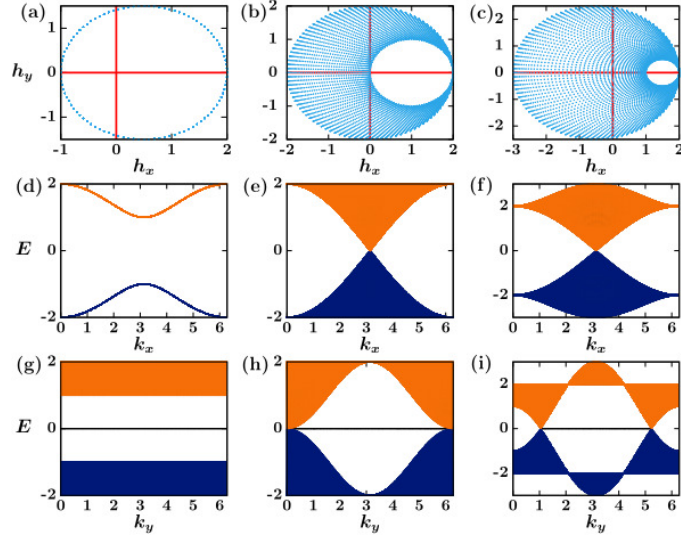 (a) (b) (c)
h_y
1 0 -1
2 1 0 -1 -2
2 1 0 -1 -2
-1 0 1 2
-2 -1 0 1 2
-3 -2 -1 0 1 2
h_x h_x h_x
(d) (e) (f)
E
2 0 -2
2 0 -2
2 0 -2
0 1 2 3 4 5 6
0 1 2 3 4 5 6
0 1 2 3 4 5 6
k_x k_x k_x
(g) (h) (i)
E
2 0 -2
2 0 -2
2 0 -2
0 1 2 3 4 5 6
0 1 2 3 4 5 6
0 1 2 3 4 5 6
k_y k_y k_y